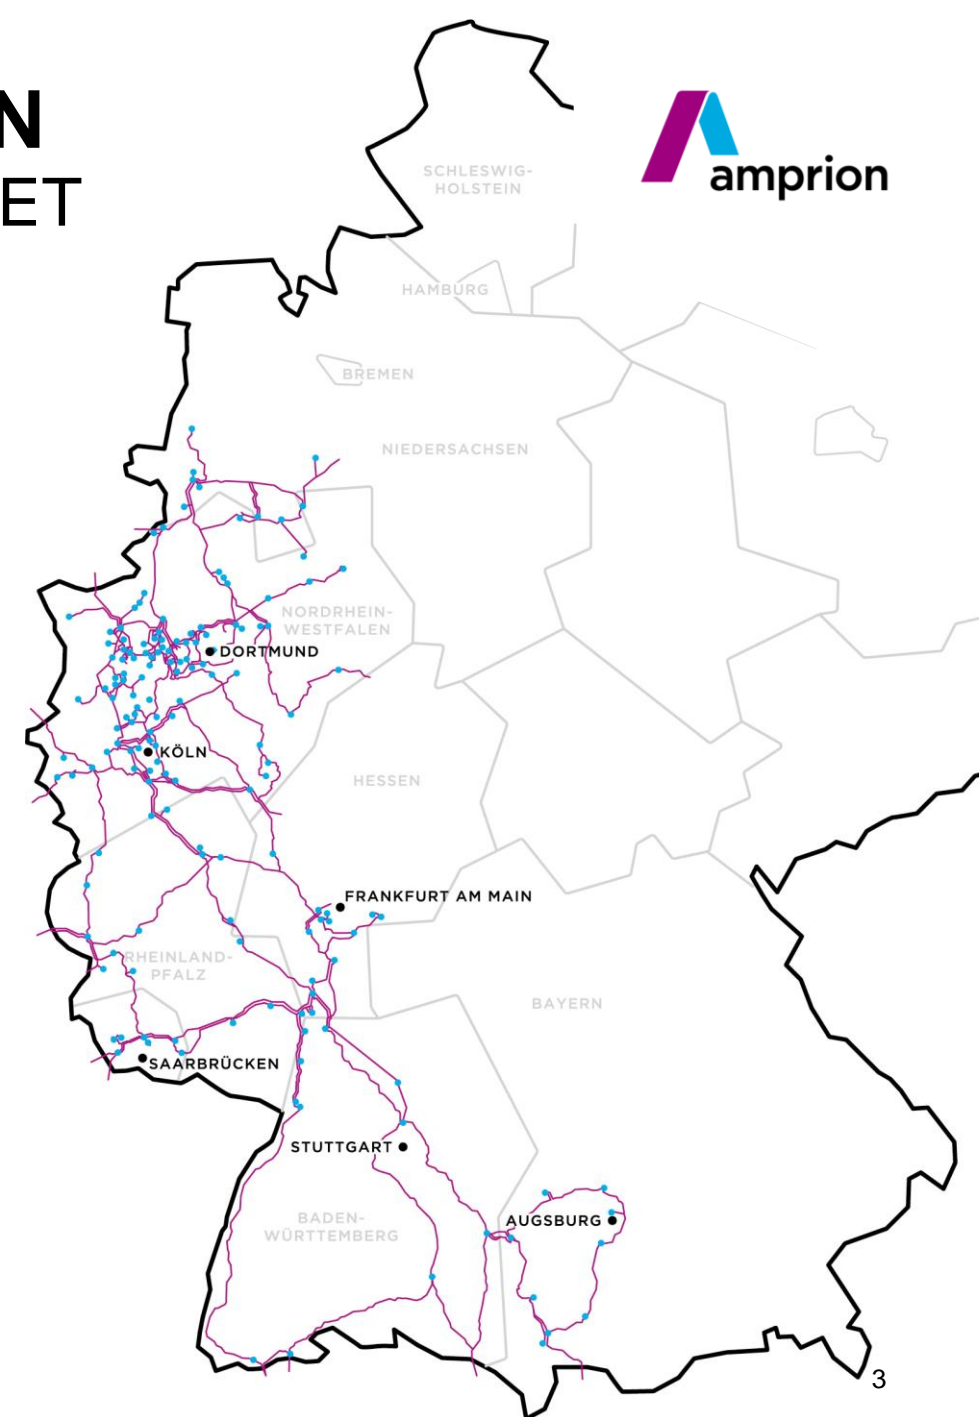 N
ET
amprion
SCHLESWIG-
HOLSTEIN
HAMBURG
BREMEN
NIEDERSACHSEN
NORDRHEIN-
WESTFALEN
DORTMUND
KÖLN
HESSEN
FRANKFURT AM MAIN
RHEINLAND-
PFALZ
BAYERN
SAARBRÜCKEN
STUTTGART
BADEN-
WÜRTTEMBERG
AUGSBURG
3